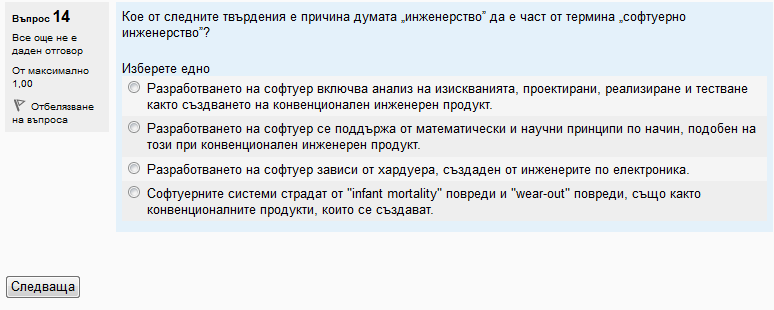 Въпрос 14
Все още не е
даден отговор
От максимално
1,00
Отбелязване
на въпроса
Кое от следните твърдения е причина думата „инженерство” да е част от термина „софтуерно
инженерство”?
Изберете едно
Разработването на софтуер включва анализ на изискванията, проектирани, реализиране и тестване
както създването на конвенционален инженерен продукт.
Разработването на софтуер се поддържа от математически и научни принципи по начин, подобен на
този при конвенционален инженерен продукт.
Разработването на софтуер зависи от хардуера, създаден от инженерите по електроника.
Софтуерните системи страдат от "infant mortality" повреди и "wear-out" повреди, също както
конвенционалните продукти, които се създават.
Следваща